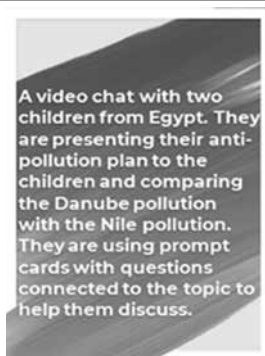 A video chat with two
children from Egypt. They
are presenting their anti-
pollution plan to the
children and comparing
the Danube pollution
with the Nile pollution.
They are using prompt
cards with questions
connected to the topic to
help them discuss.